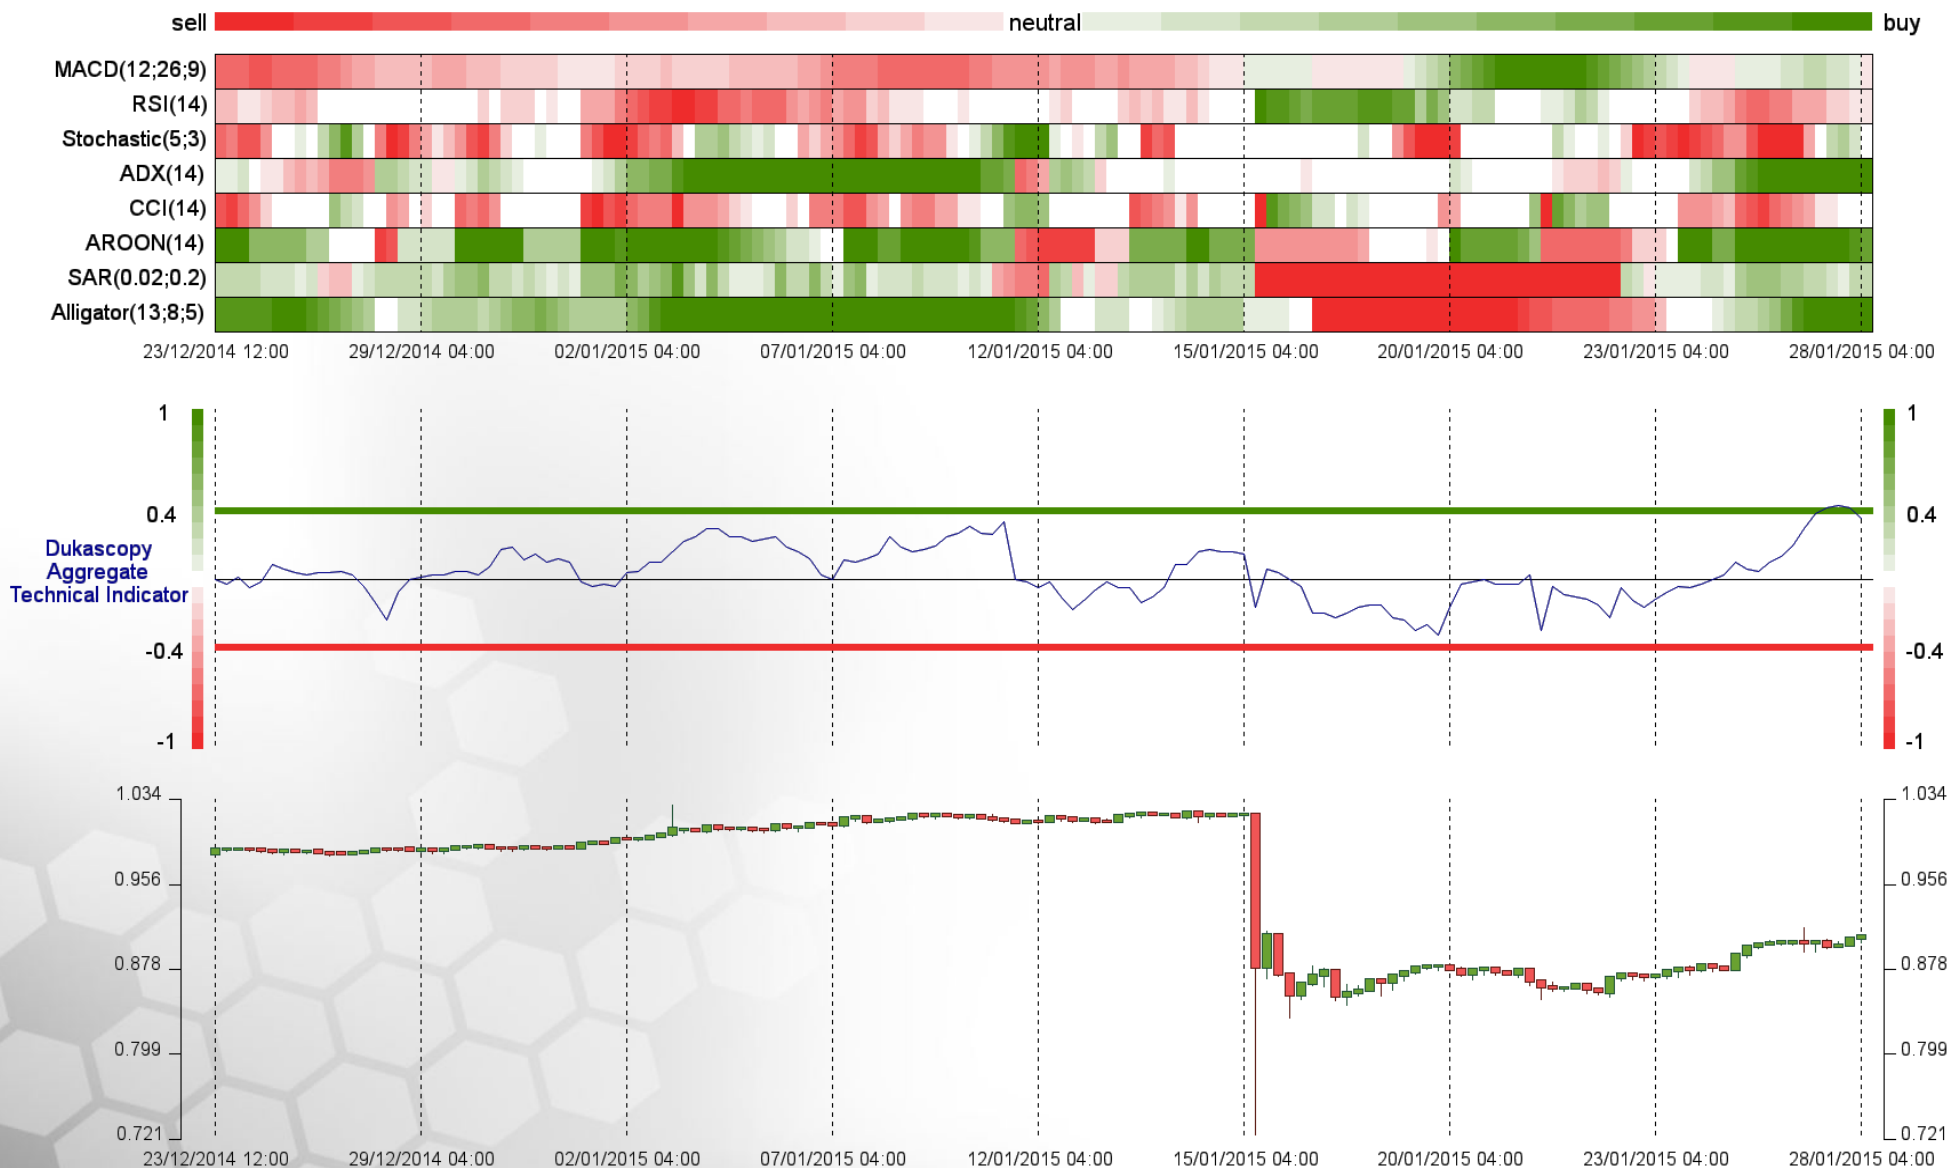 sell neutral buy
MACD(12;26;9)
RSI(14)
Stochastic(5;3)
ADX(14)
CCI(14)
AROON(14)
SAR(0.02;0.2)
Alligator(13;8;5)
23/12/2014 12:00 29/12/2014 04:00 02/01/2015 04:00 07/01/2015 04:00 12/01/2015 04:00 15/01/2015 04:00 20/01/2015 04:00 23/01/2015 04:00 28/01/2015 04:00
1 1
0.4 0.4
Dukascopy
Aggregate
Technical Indicator
-0.4 -0.4
-1 -1
1.034 1.034
0.956 0.956
0.878 0.878
0.799 0.799
0.721 0.721
23/12/2014 12:00 29/12/2014 04:00 02/01/2015 04:00 07/01/2015 04:00 12/01/2015 04:00 15/01/2015 04:00 20/01/2015 04:00 23/01/2015 04:00 28/01/2015 04:00